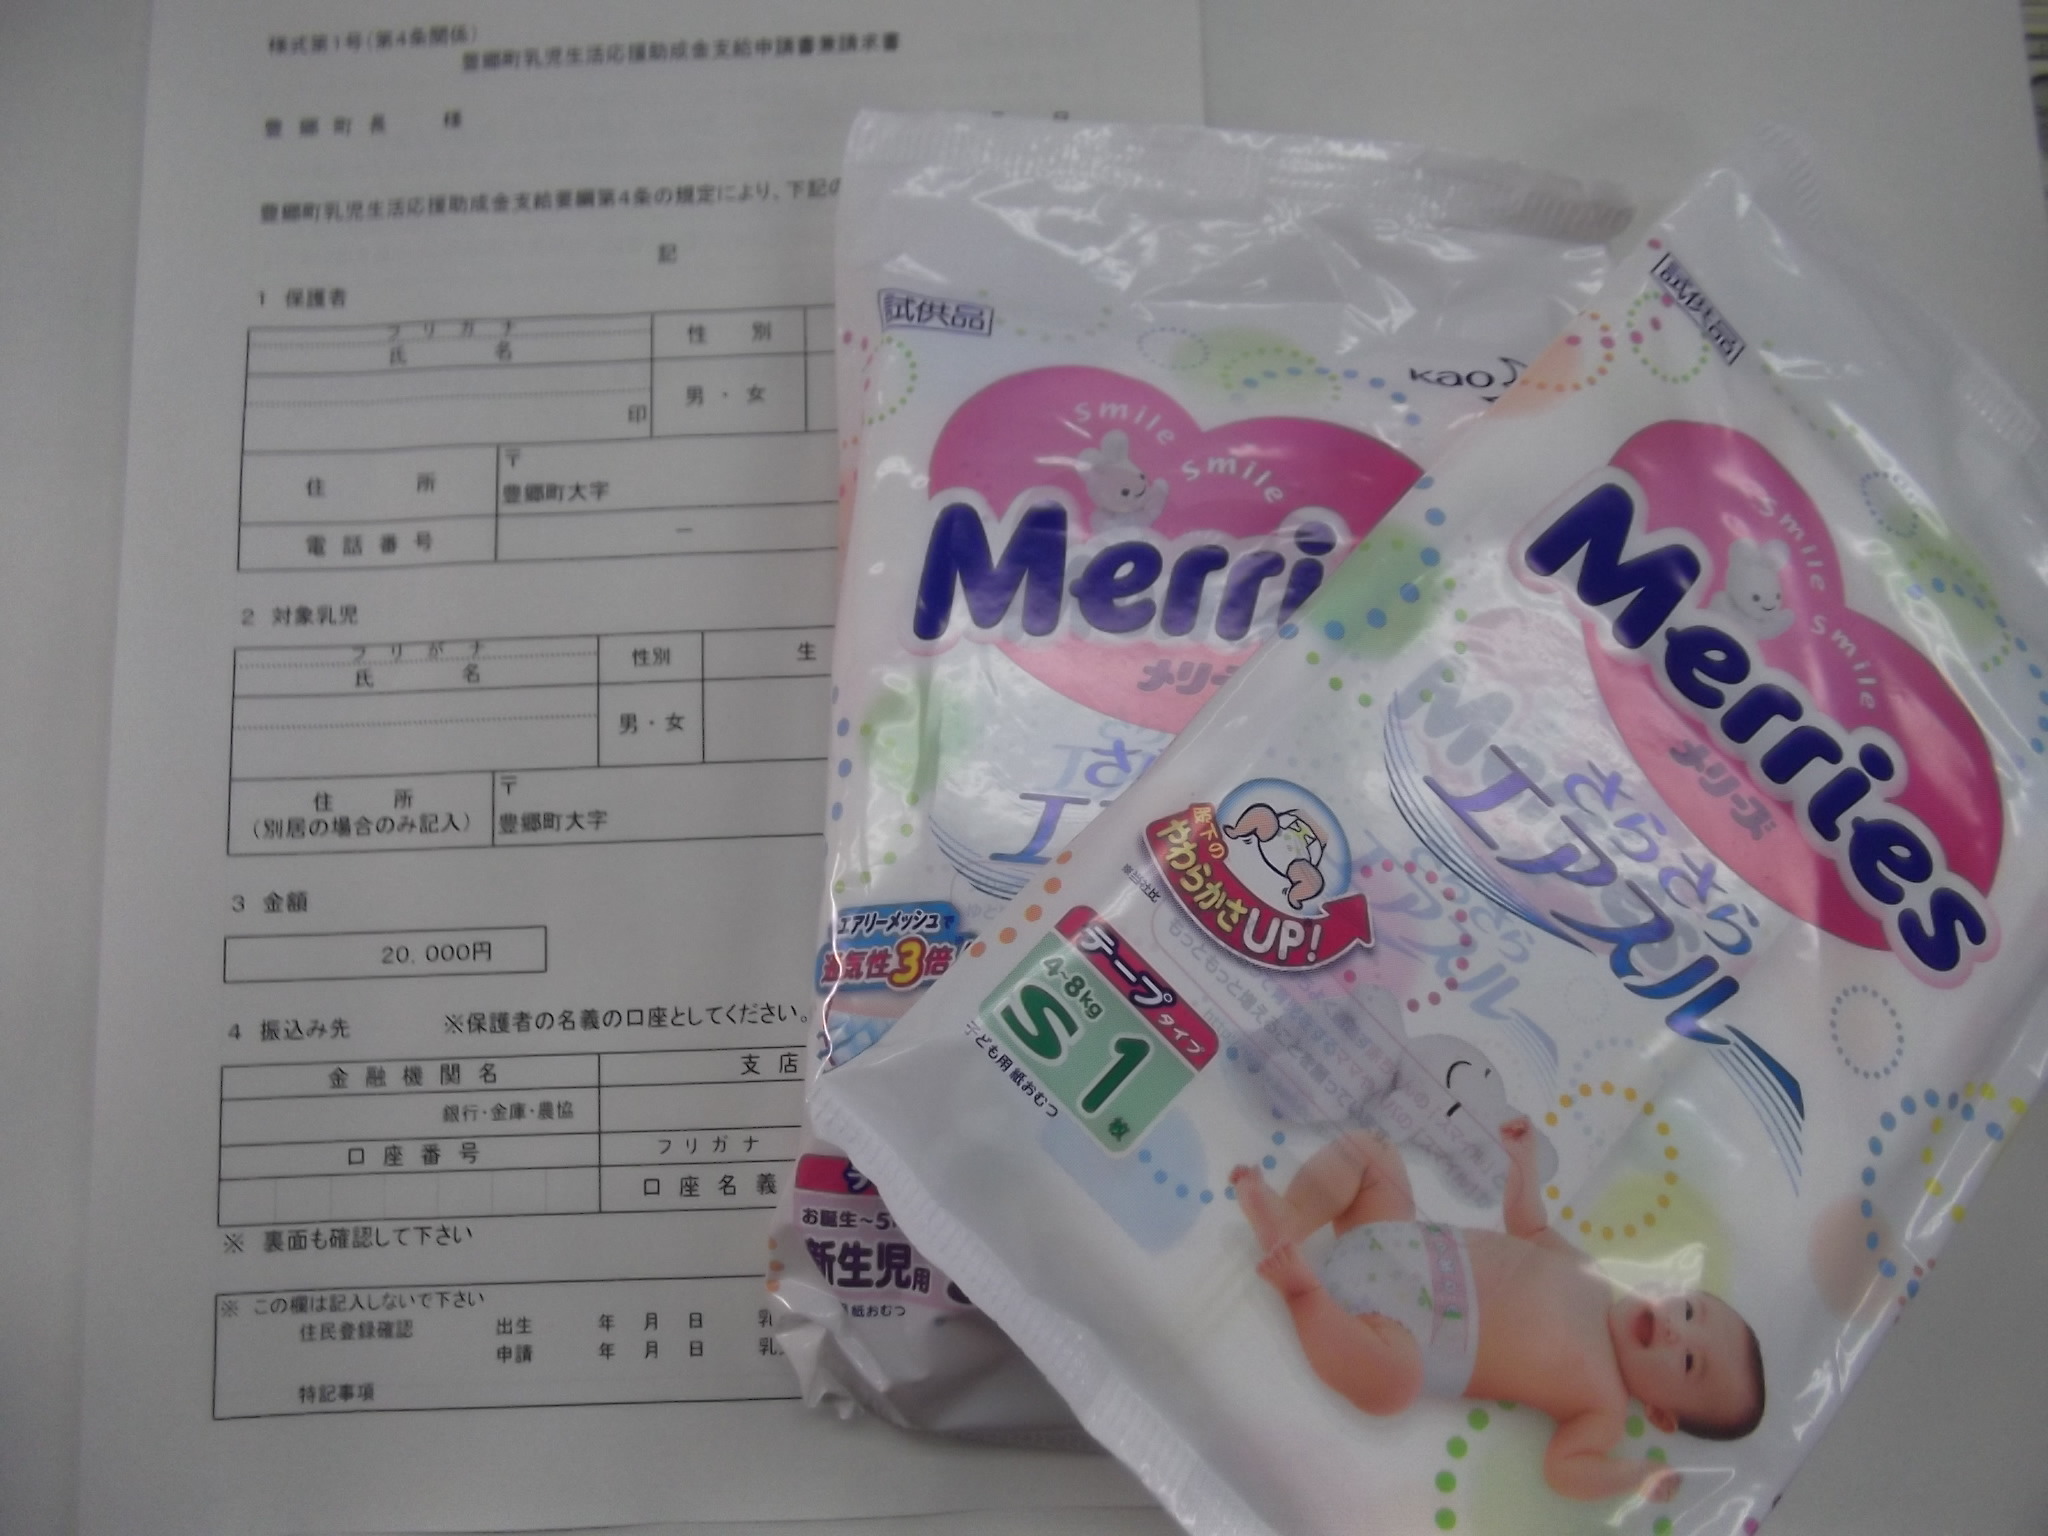 様式第1号(第4条関係)
豊郷町乳児生活応援助成金支給申請書兼請求書
豊郷町長 様
豊郷町乳児生活応援助成金支給要綱第4条の規定により、下記の
記
1 保護者
フリガナ
氏 名
性 別
男・女
印
住 所
〒
豊郷町大字
電話番号
－
2 対象乳児
フリガナ
氏 名
性別
生
男・女
住 所
(別居の場合のみ記入)
〒
豊郷町大字
3 金額
20,000円
4 振込み先 ※保護者の名義の口座としてください。
金融機関名
支店
銀行・金庫・農協
口座番号
フリガナ
口座名義
※ 裏面も確認して下さい
※ この欄は記入しないで下さい
住民登録確認 出生 年 月 日
申請 年 月 日
特記事項
試供品
Kao
smile smile
Merri
メリー
エアリーメッシュで
通気性3倍
お誕生～5
新生児用
紙おむつ
試供品
smile smile
Merries
メリーズ
さらさら
エアスルー
股下の
やわらかさUP!
※当社比
テープタイプ
4~8kg
S 1枚
子ども用紙おむつ